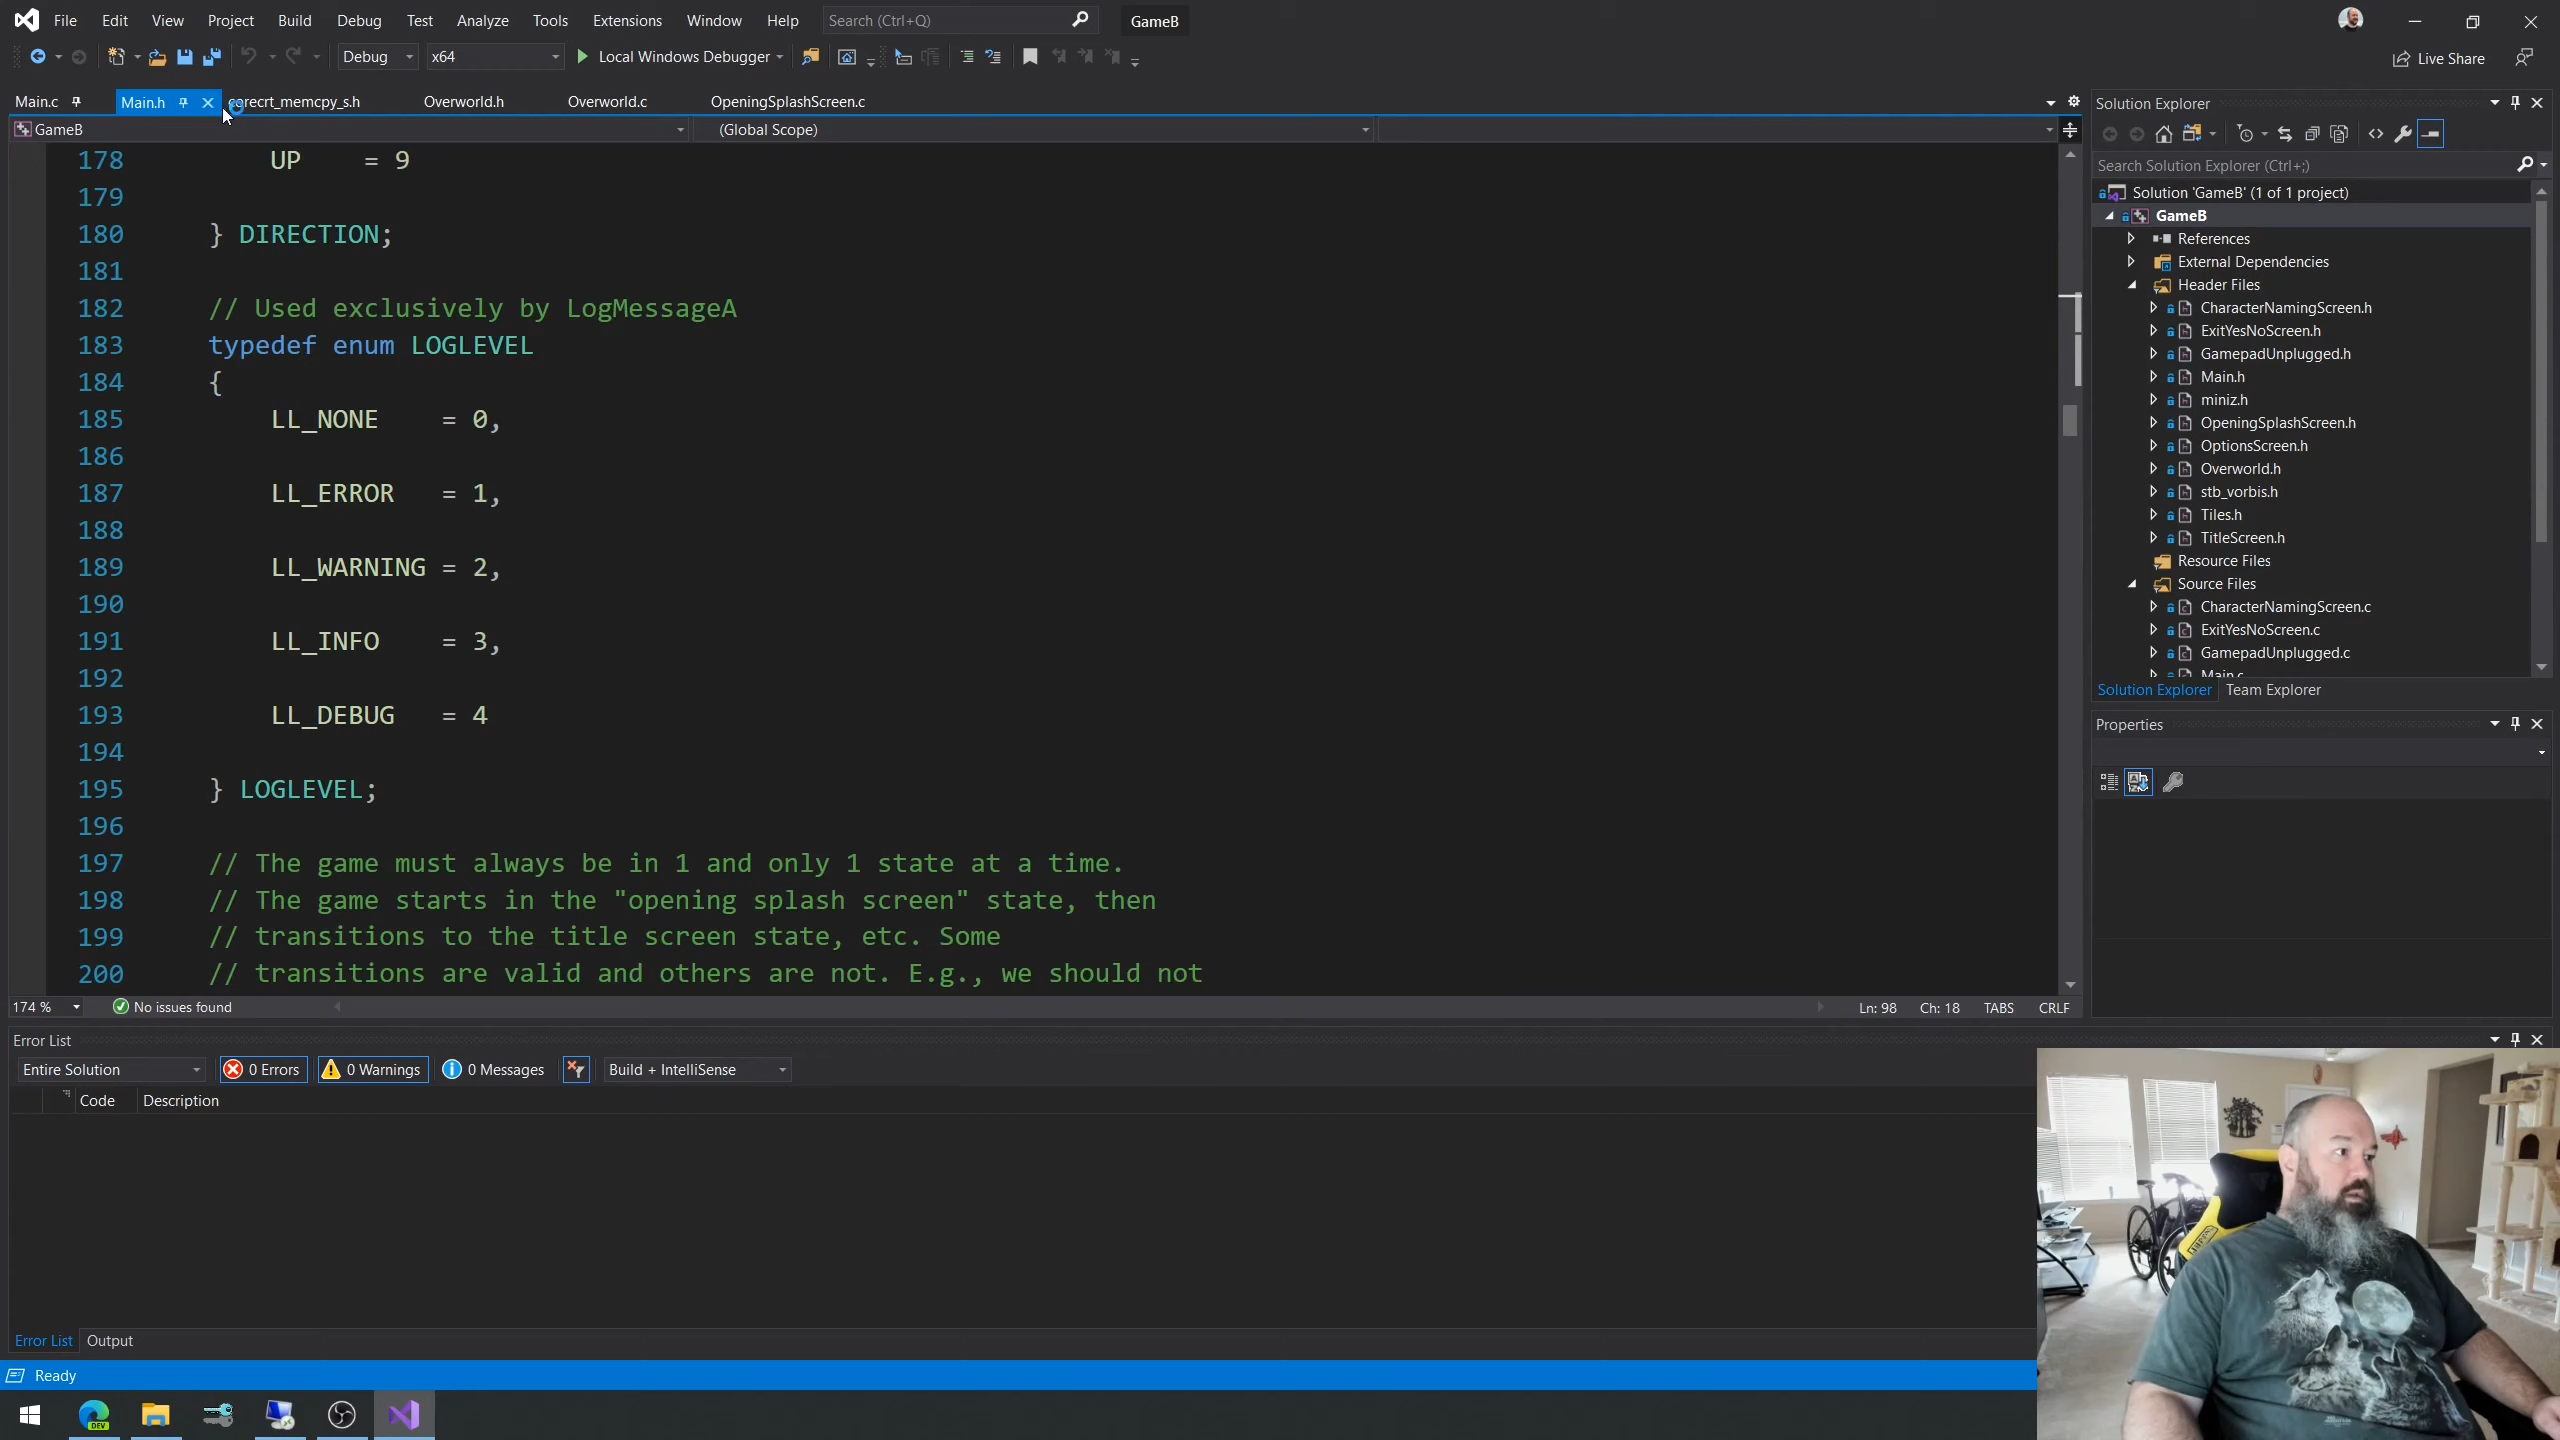 File Edit View Project Build Debug Test Analyze Tools Extensions Window Help Search (Ctrl+Q) GameB
Debug x64 Local Windows Debugger Live Share
Main.c Main.h corecrt_memcpy_s.h Overworld.h Overworld.c OpeningSplashScreen.c
GameB (Global Scope)
178 UP = 9
179
180 } DIRECTION;
181
182 // Used exclusively by LogMessageA
183 typedef enum LOGLEVEL
184 {
185 LL_NONE = 0,
186
187 LL_ERROR = 1,
188
189 LL_WARNING = 2,
190
191 LL_INFO = 3,
192
193 LL_DEBUG = 4
194
195 } LOGLEVEL;
196
197 // The game must always be in 1 and only 1 state at a time.
198 // The game starts in the "opening splash screen" state, then
199 // transitions to the title screen state, etc. Some
200 // transitions are valid and others are not. E.g., we should not
174 % No issues found Ln: 98 Ch: 18 TABS CRLF
Solution Explorer
Search Solution Explorer (Ctrl+;)
Solution 'GameB' (1 of 1 project)
GameB
References
External Dependencies
Header Files
CharacterNamingScreen.h
ExitYesNoScreen.h
GamepadUnplugged.h
Main.h
miniz.h
OpeningSplashScreen.h
OptionsScreen.h
Overworld.h
stb_vorbis.h
Tiles.h
TitleScreen.h
Resource Files
Source Files
CharacterNamingScreen.c
ExitYesNoScreen.c
GamepadUnplugged.c
Main.c
Solution Explorer Team Explorer
Properties
Error List
Entire Solution 0 Errors 0 Warnings 0 Messages Build + IntelliSense
Code Description
Error List Output
Ready
DEV